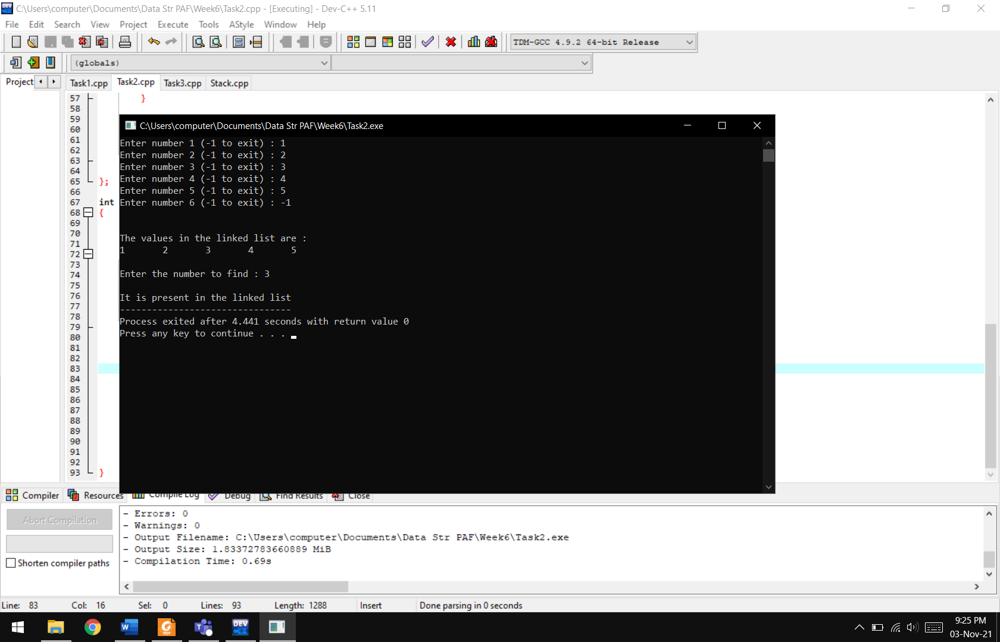 C:\Users\computer\Documents\Data Str PAF\Week6\Task2.cpp - [Executing] - Dev-C++ 5.11
File Edit Search View Project Execute Tools AStyle Window Help
TDM-GCC 4.9.2 64-bit Release
(globals)
Project Task1.cpp Task2.cpp Task3.cpp Stack.cpp
57 }
58
59
60
61
62
63
64
65 };
66
67 int
68 {
69
70
71
72
73
74
75
76
77
78
79
80
81
82
83
84
85
86
87
88
89
90
91
92
93 }
C:\Users\computer\Documents\Data Str PAF\Week6\Task2.exe
Enter number 1 (-1 to exit) : 1
Enter number 2 (-1 to exit) : 2
Enter number 3 (-1 to exit) : 3
Enter number 4 (-1 to exit) : 4
Enter number 5 (-1 to exit) : 5
Enter number 6 (-1 to exit) : -1
The values in the linked list are :
1 2 3 4 5
Enter the number to find : 3
It is present in the linked list
--------------------------------
Process exited after 4.441 seconds with return value 0
Press any key to continue . . .
Compiler Resources Compile Log Debug Find Results Close
Abort Compilation
Shorten compiler paths
- Errors: 0
- Warnings: 0
- Output Filename: C:\Users\computer\Documents\Data Str PAF\Week6\Task2.exe
- Output Size: 1.83372783660889 MiB
- Compilation Time: 0.69s
Line: 83 Col: 16 Sel: 0 Lines: 93 Length: 1288 Insert Done parsing in 0 seconds
9:25 PM
03-Nov-21